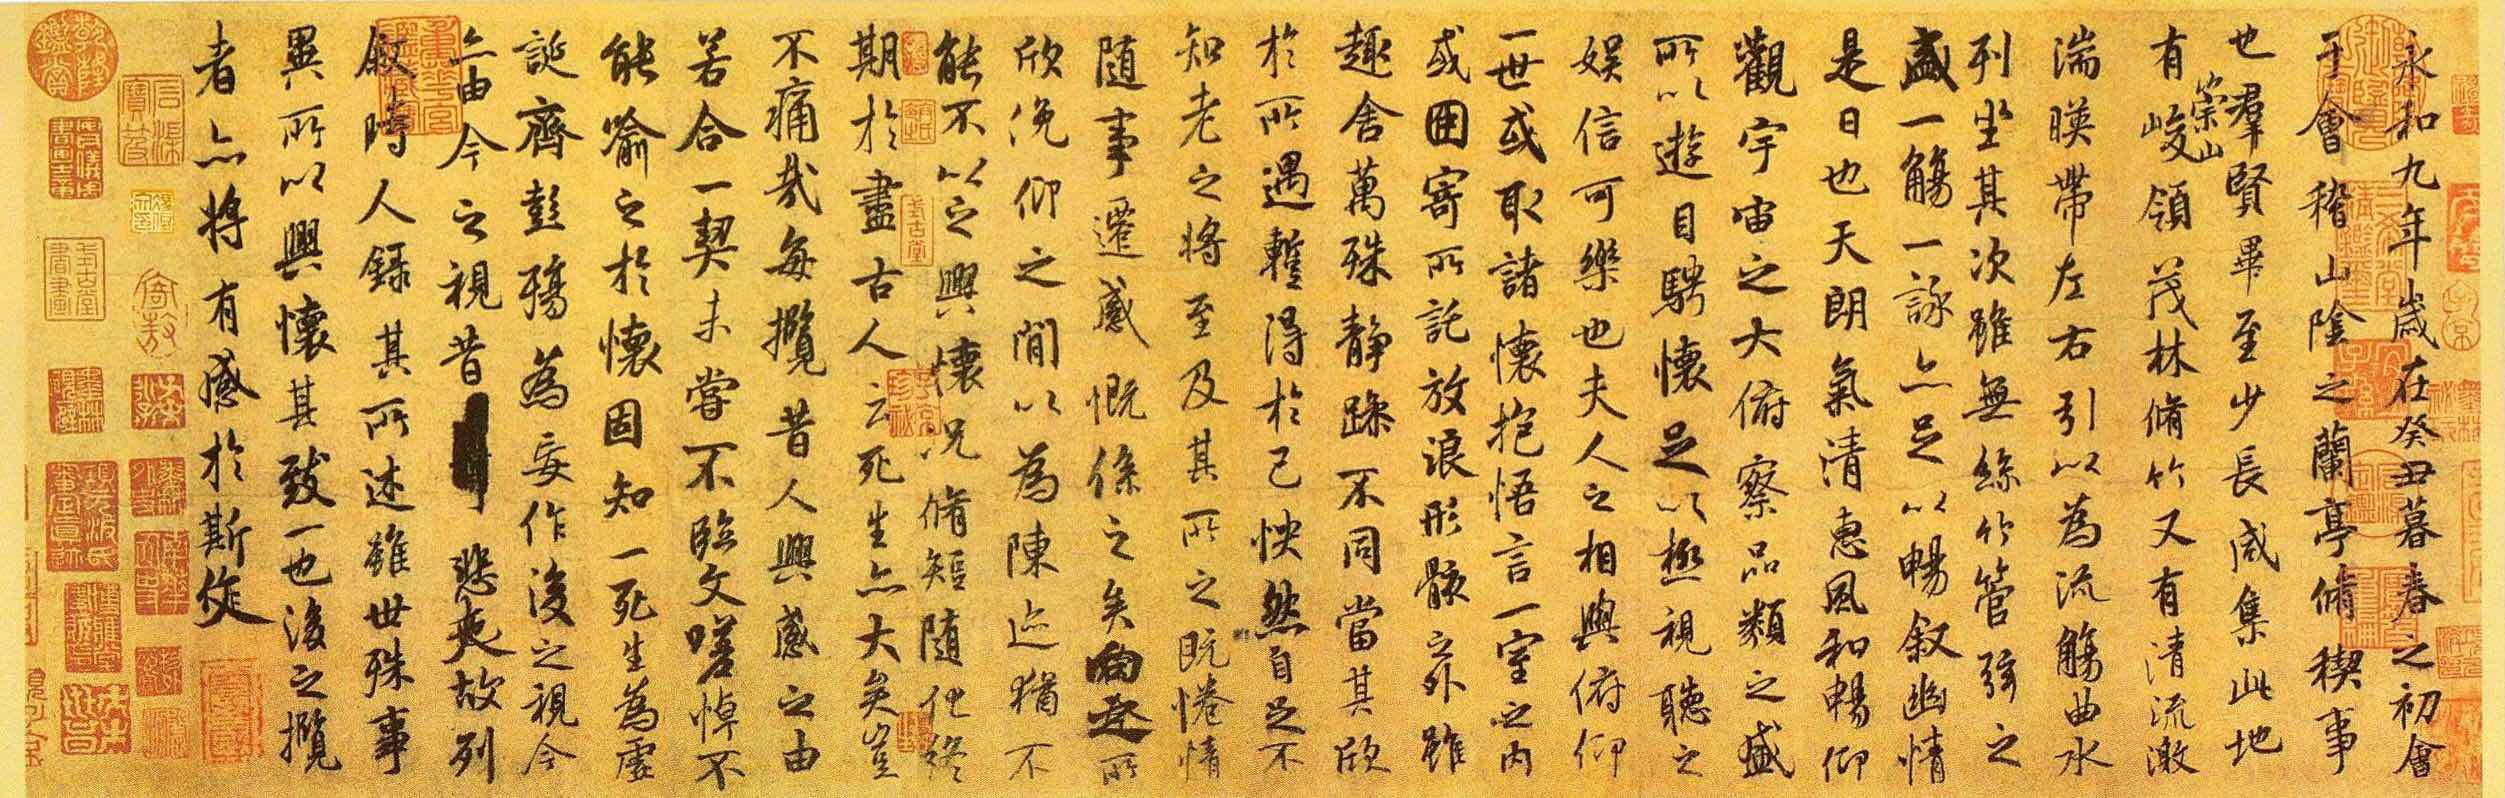 永和九年歲在癸丑暮春之初會
于會稽山陰之蘭亭脩稧事
也羣賢畢至少長咸集此地
有崇山峻領茂林脩竹又有清流激
湍暎帶左右引以為流觴曲水
列坐其次雖無絲竹管弦之
盛一觴一詠亦足以暢叙幽情
是日也天朗氣清惠風和暢仰
觀宇宙之大俯察品類之盛
所以遊目騁懷足以極視聽之
娛信可樂也夫人之相與俯仰
一世或取諸懷抱悟言一室之內
或因寄所託放浪形骸之外雖
趣舍萬殊靜躁不同當其欣
於所遇暫得於己怏然自足不
知老之將至及其所之既惓情
隨事遷感慨係之矣向之所
欣俛仰之閒以為陳迹猶不
能不以之興懷況脩短隨化終
期於盡古人云死生亦大矣豈
不痛哉每攬昔人興感之由
若合一契未嘗不臨文嗟悼不
能喻之於懷固知一死生為虛
誕齊彭殤為妄作後之視今
亦由今之視昔悲夫故列
叙時人錄其所述雖世殊事
異所以興懷其致一也後之攬
者亦將有感於斯文
石渠寶笈
乾隆鑑賞
式古堂書畫